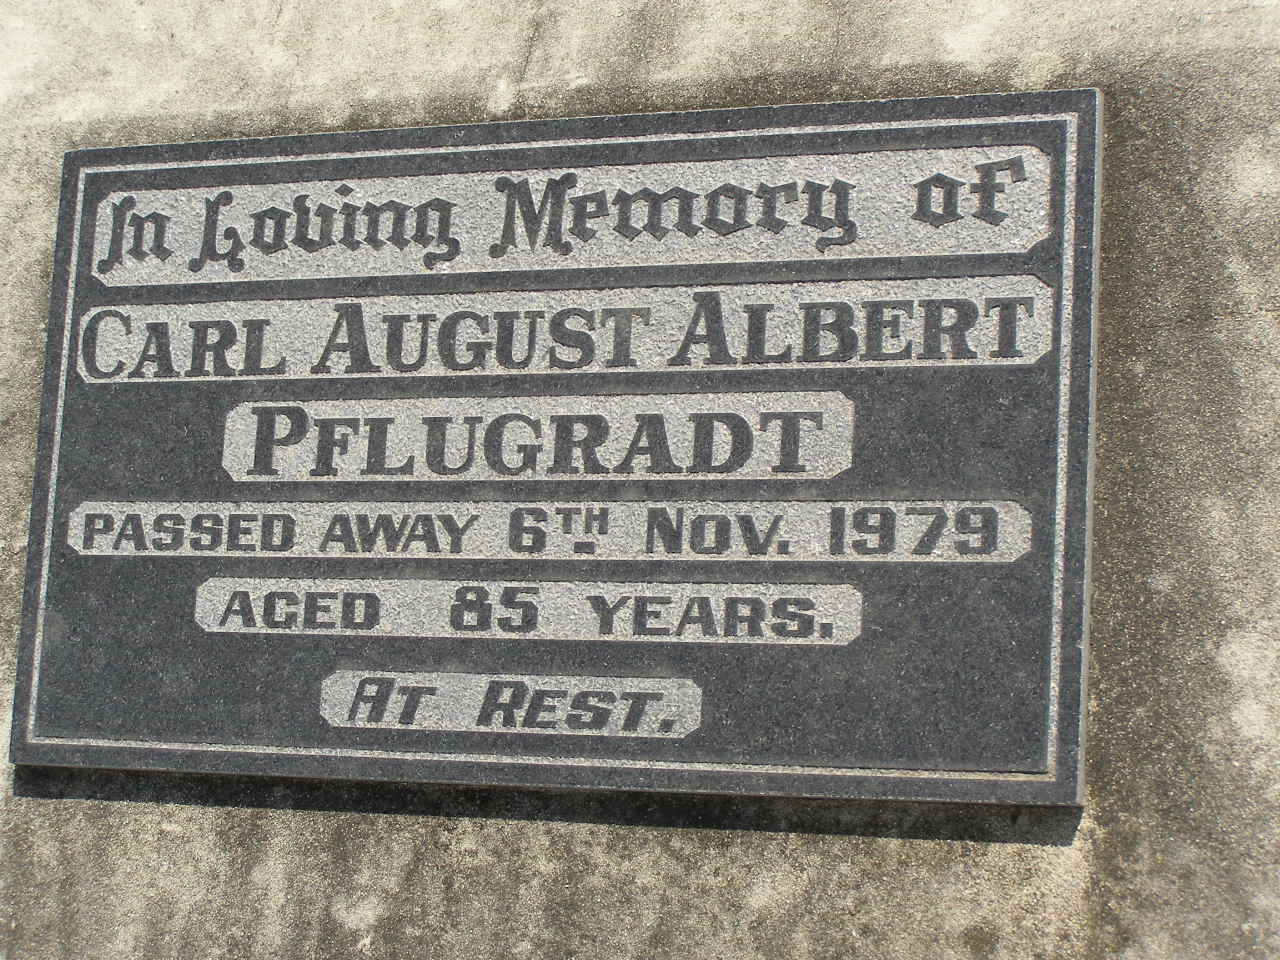 In Loving Memory of
CARL AUGUST ALBERT
PFLUGRADT
PASSED AWAY 6TH NOV. 1979
AGED 85 YEARS.
AT REST.